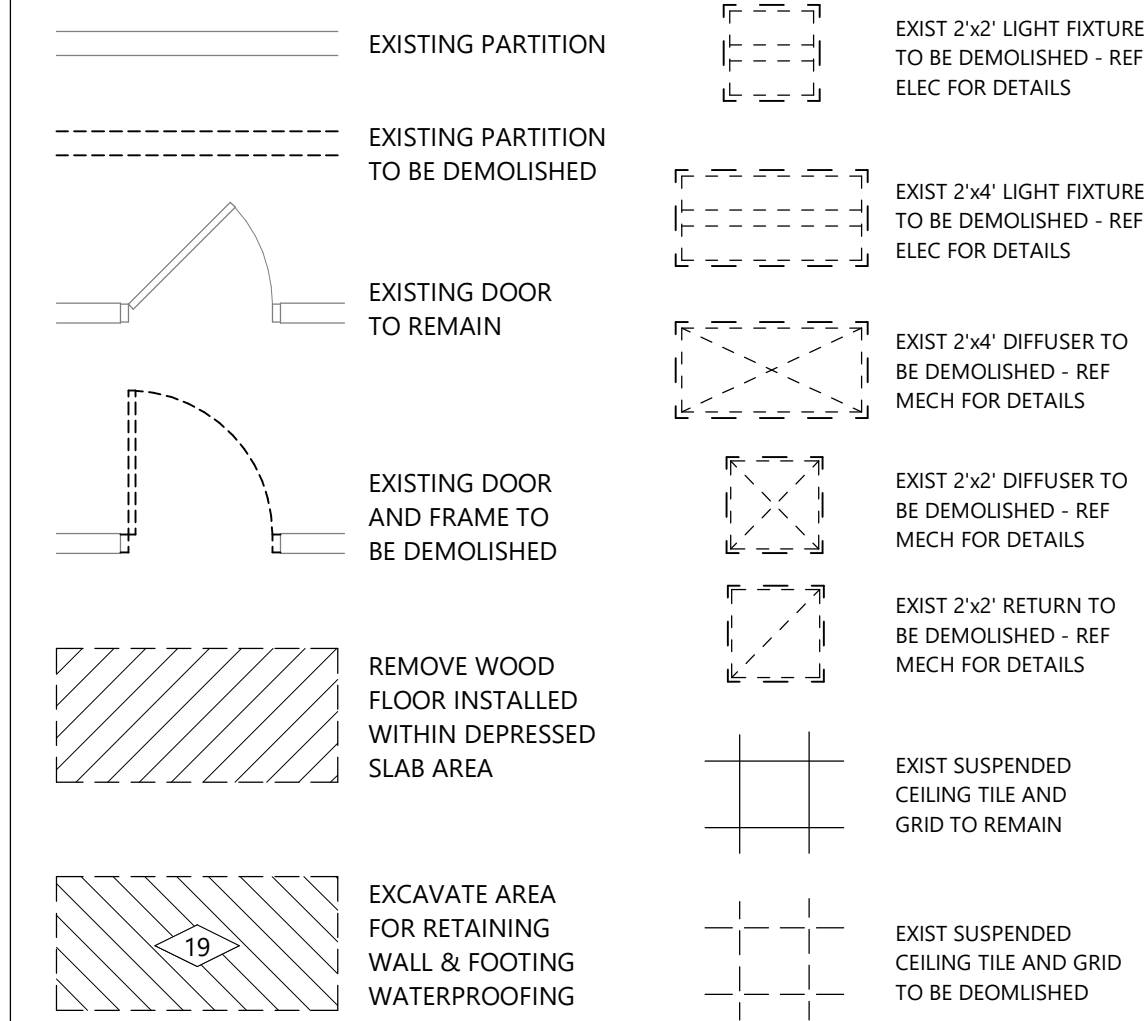 EXISTING PARTITION
EXISTING PARTITION
TO BE DEMOLISHED
EXISTING DOOR
TO REMAIN
EXISTING DOOR
AND FRAME TO
BE DEMOLISHED
REMOVE WOOD
FLOOR INSTALLED
WITHIN DEPRESSED
SLAB AREA
19
EXCAVATE AREA
FOR RETAINING
WALL & FOOTING
WATERPROOFING
EXIST 2'x2' LIGHT FIXTURE
TO BE DEMOLISHED - REF
ELEC FOR DETAILS
EXIST 2'x4' LIGHT FIXTURE
TO BE DEMOLISHED - REF
ELEC FOR DETAILS
EXIST 2'x4' DIFFUSER TO
BE DEMOLISHED - REF
MECH FOR DETAILS
EXIST 2'x2' DIFFUSER TO
BE DEMOLISHED - REF
MECH FOR DETAILS
EXIST 2'x2' RETURN TO
BE DEMOLISHED - REF
MECH FOR DETAILS
EXIST SUSPENDED
CEILING TILE AND
GRID TO REMAIN
EXIST SUSPENDED
CEILING TILE AND GRID
TO BE DEOMLISHED